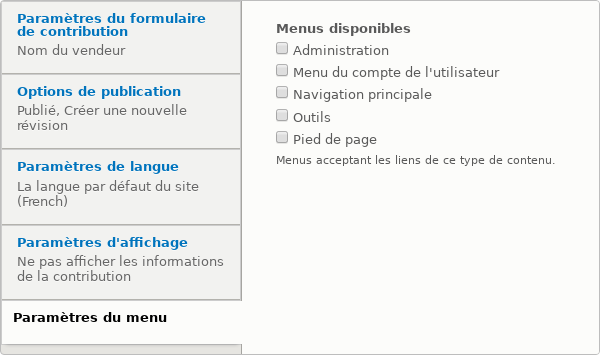 Paramètres du formulaire
de contribution
Nom du vendeur
Options de publication
Publié, Créer une nouvelle
révision
Paramètres de langue
La langue par défaut du site
(French)
Paramètres d'affichage
Ne pas afficher les informations
de la contribution
Paramètres du menu
Menus disponibles
Administration
Menu du compte de l'utilisateur
Navigation principale
Outils
Pied de page
Menus acceptant les liens de ce type de contenu.